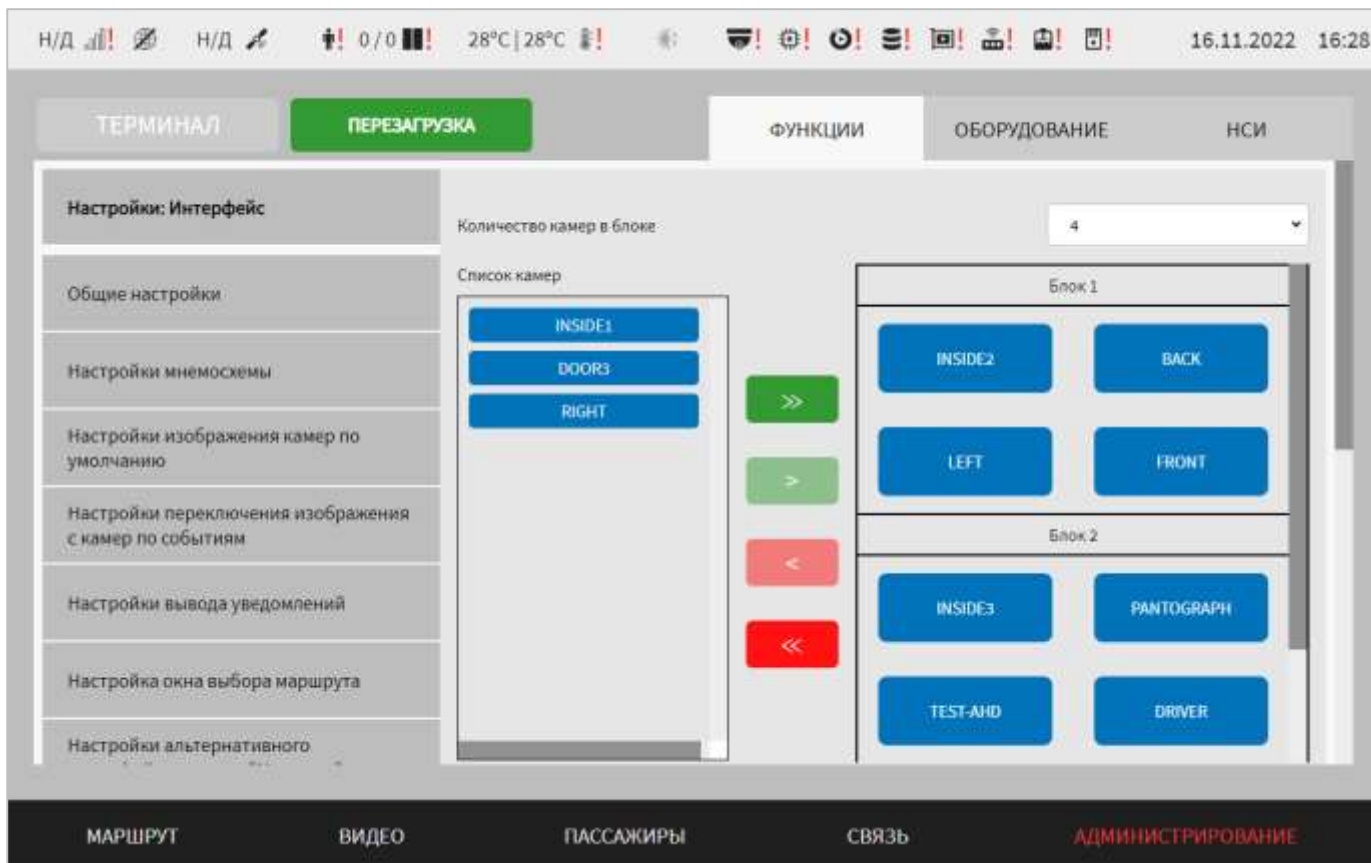 Н/Д ! Н/Д ! 0/0 ! 28°C | 28°C ! ! ! ! ! ! ! ! ! 16.11.2022 16:28
ТЕРМИНАЛ ПЕРЕЗАГРУЗКА ФУНКЦИИ ОБОРУДОВАНИЕ НСИ
Настройки: Интерфейс
Общие настройки
Настройки мнемосхемы
Настройки изображения камер по
умолчанию
Настройки переключения изображения
с камер по событиям
Настройки вывода уведомлений
Настройка окна выбора маршрута
Настройки альтернативного
Количество камер в блоке 4
Список камер
INSIDE1
DOOR3
RIGHT
>>
>
<
<<
Блок 1
INSIDE2 BACK
LEFT FRONT
Блок 2
INSIDE3 PANTOGRAPH
TEST-AHD DRIVER
МАРШРУТ ВИДЕО ПАССАЖИРЫ СВЯЗЬ АДМИНИСТРИРОВАНИЕ